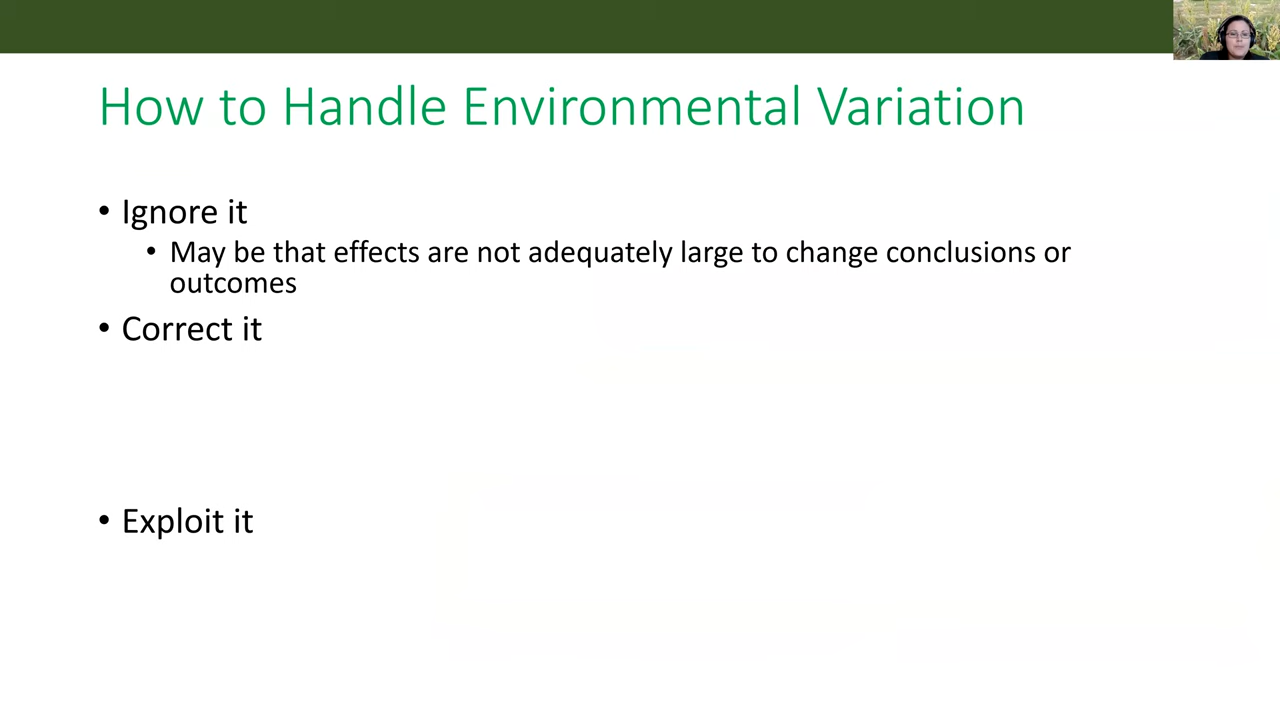 How to Handle Environmental Variation
• Ignore it
• May be that effects are not adequately large to change conclusions or
outcomes
• Correct it
• Exploit it